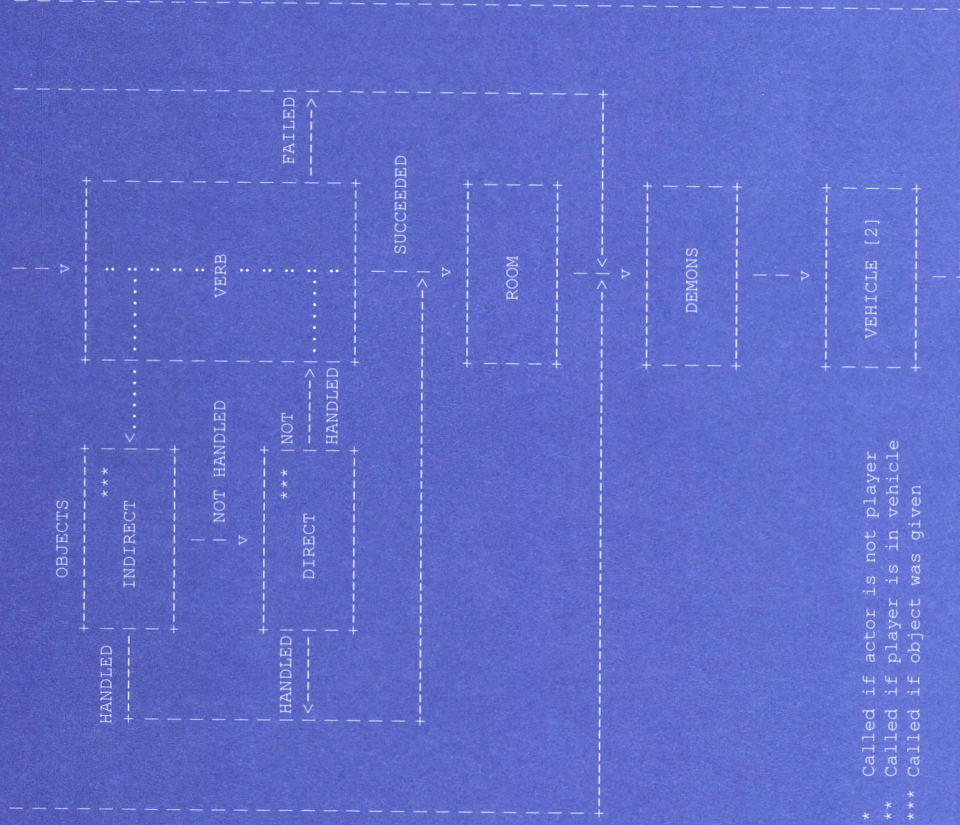 OBJECTS
HANDLED ***
INDIRECT
NOT HANDLED VERB
HANDLED *** NOT FAILED
DIRECT
HANDLED
SUCCEEDED
ROOM
DEMONS
VEHICLE [2]
* Called if actor is not player
** Called if player is in vehicle
*** Called if object was given